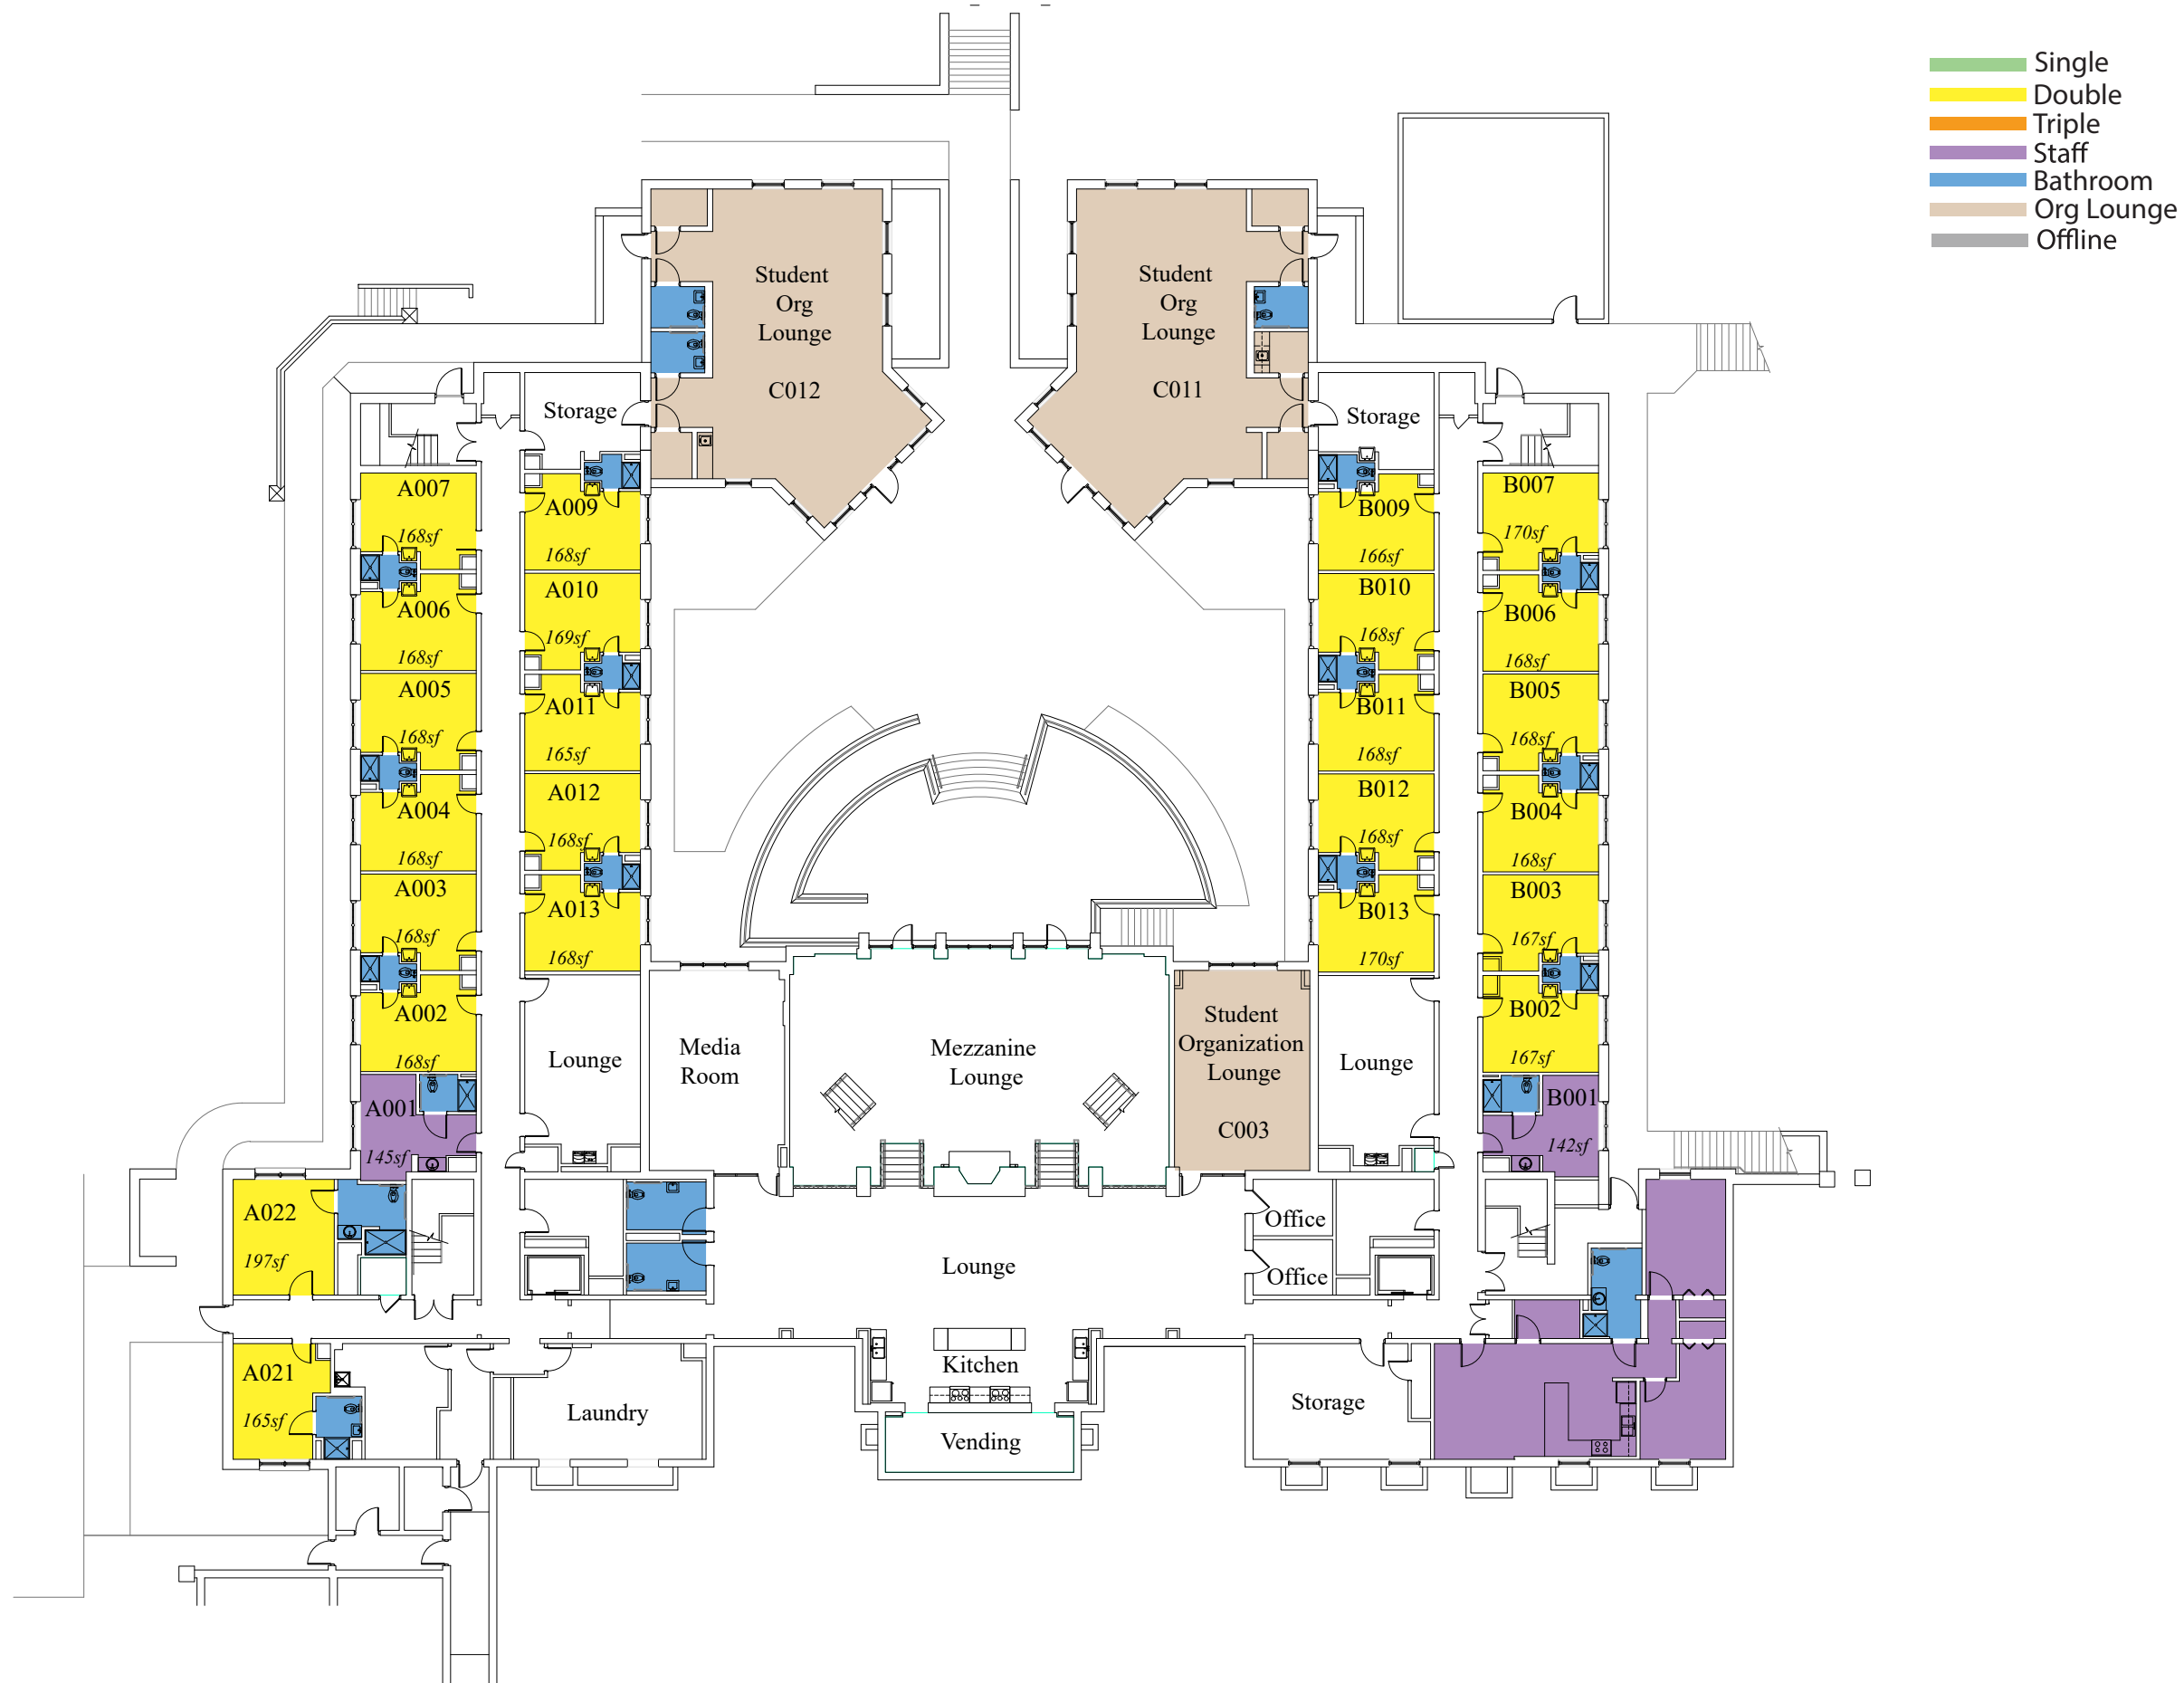 Single
Double
Triple
Staff
Bathroom
Org Lounge
Offline
Student
Org
Lounge
C012
Student
Org
Lounge
C011
Storage
Storage
A007
168sf
A006
168sf
A005
168sf
A004
168sf
A003
168sf
A002
168sf
A001
145sf
A009
168sf
A010
169sf
A011
165sf
A012
168sf
A013
168sf
B009
166sf
B010
168sf
B011
168sf
B012
168sf
B013
170sf
B007
170sf
B006
168sf
B005
168sf
B004
168sf
B003
167sf
B002
167sf
B001
142sf
Lounge
Media
Room
Mezzanine
Lounge
Student
Organization
Lounge
C003
Lounge
A022
197sf
Lounge
Office
Office
A021
165sf
Laundry
Kitchen
Vending
Storage